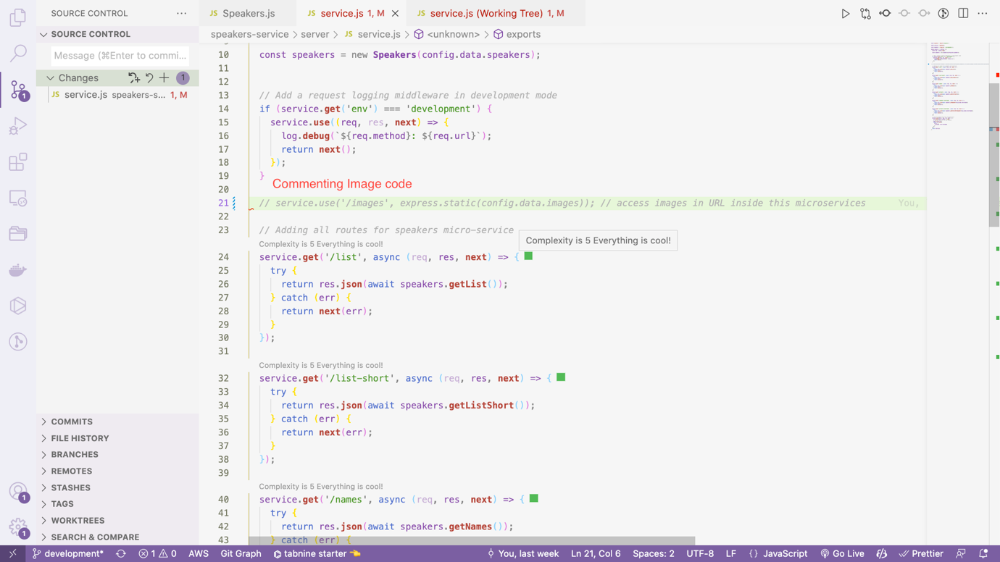 SOURCE CONTROL
SOURCE CONTROL
Message (⌘Enter to commi...
Changes 1
JS service.js speakers-s... 1, M
COMMITS
FILE HISTORY
BRANCHES
REMOTES
STASHES
TAGS
WORKTREES
SEARCH & COMPARE
1
1
1
JS Speakers.js
JS service.js 1, M
JS service.js (Working Tree) 1, M
speakers-service > server > JS service.js > <unknown> > exports
10 const speakers = new Speakers(config.data.speakers);
11
12
13 // Add a request logging middleware in development mode
14 if (service.get('env') === 'development') {
15 service.use((req, res, next) => {
16 log.debug(`${req.method}: ${req.url}`);
17 return next();
18 });
19 }
Commenting Image code
20
21 // service.use('/images', express.static(config.data.images)); // access images in URL inside this microservices You,
22
23 // Adding all routes for speakers micro-service
Complexity is 5 Everything is cool!
Complexity is 5 Everything is cool!
24 service.get('/list', async (req, res, next) => {
25 try {
26 return res.json(await speakers.getList());
27 } catch (err) {
28 return next(err);
29 }
30 });
31
Complexity is 5 Everything is cool!
32 service.get('/list-short', async (req, res, next) => {
33 try {
34 return res.json(await speakers.getListShort());
35 } catch (err) {
36 return next(err);
37 }
38 });
39
Complexity is 5 Everything is cool!
40 service.get('/names', async (req, res, next) => {
41 try {
42 return res.json(await speakers.getNames());
43 } catch (err) {
development* 1 0 AWS Git Graph tabnine starter 👈 You, last week Ln 21, Col 6 Spaces: 2 UTF-8 LF {} JavaScript Go Live Prettier